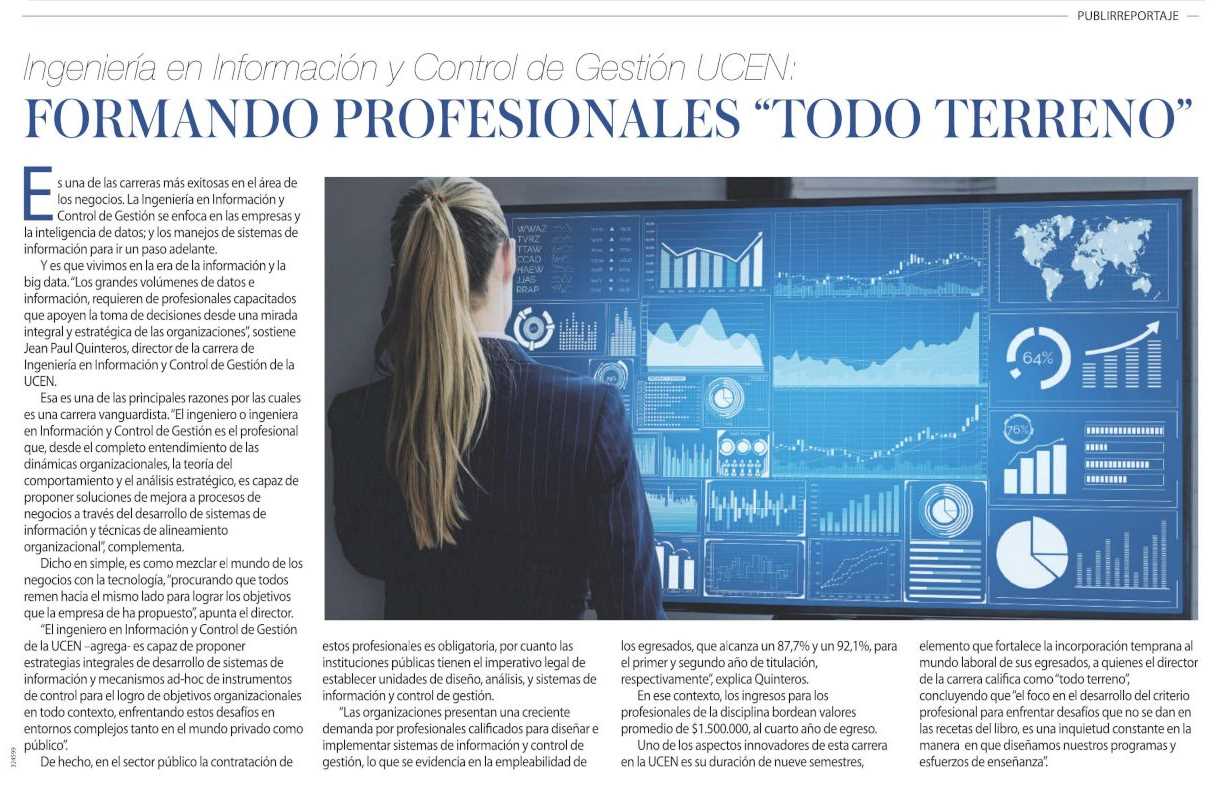 PUBLIRREPORTAJE
Ingeniería en Información y Control de Gestión UCEN:
FORMANDO PROFESIONALES “TODO TERRENO”
Es una de las carreras más exitosas en el área de
los negocios. La Ingeniería en Información y
Control de Gestión se enfoca en las empresas y
la inteligencia de datos; y los manejos de sistemas de
información para ir un paso adelante.
Y es que vivimos en la era de la información y la
big data. “Los grandes volúmenes de datos e
información, requieren de profesionales capacitados
que apoyen la toma de decisiones desde una mirada
integral y estratégica de las organizaciones”, sostiene
Jean Paul Quinteros, director de la carrera de
Ingeniería en Información y Control de Gestión de la
UCEN.
Esa es una de las principales razones por las cuales
es una carrera vanguardista. “El ingeniero o ingeniera
en Información y Control de Gestión es el profesional
que, desde el completo entendimiento de las
dinámicas organizacionales, la teoría del
comportamiento y el análisis estratégico, es capaz de
proponer soluciones de mejora a procesos de
negocios a través del desarrollo de sistemas de
información y técnicas de alineamiento
organizacional”, complementa.
Dicho en simple, es como mezclar el mundo de los
negocios con la tecnología, “procurando que todos
remen hacia el mismo lado para lograr los objetivos
que la empresa de ha propuesto”, apunta el director.
“El ingeniero en Información y Control de Gestión
de la UCEN –agrega- es capaz de proponer
estrategias integrales de desarrollo de sistemas de
información y mecanismos ad-hoc de instrumentos
de control para el logro de objetivos organizacionales
en todo contexto, enfrentando estos desafíos en
entornos complejos tanto en el mundo privado como
público”.
De hecho, en el sector público la contratación de
estos profesionales es obligatoria, por cuanto las
instituciones públicas tienen el imperativo legal de
establecer unidades de diseño, análisis, y sistemas de
información y control de gestión.
“Las organizaciones presentan una creciente
demanda por profesionales calificados para diseñar e
implementar sistemas de información y control de
gestión, lo que se evidencia en la empleabilidad de
los egresados, que alcanza un 87,7% y un 92,1%, para
el primer y segundo año de titulación,
respectivamente”, explica Quinteros.
En ese contexto, los ingresos para los
profesionales de la disciplina bordean valores
promedio de $1.500.000, al cuarto año de egreso.
Uno de los aspectos innovadores de esta carrera
en la UCEN es su duración de nueve semestres,
elemento que fortalece la incorporación temprana al
mundo laboral de sus egresados, a quienes el director
de la carrera califica como “todo terreno”,
concluyendo que “el foco en el desarrollo del criterio
profesional para enfrentar desafíos que no se dan en
las recetas del libro, es una inquietud constante en la
manera en que diseñamos nuestros programas y
esfuerzos de enseñanza”.
WWAZ
TVRZ
TTAW
CCAD
HAEW
JJAS
RRAP
64%
76%